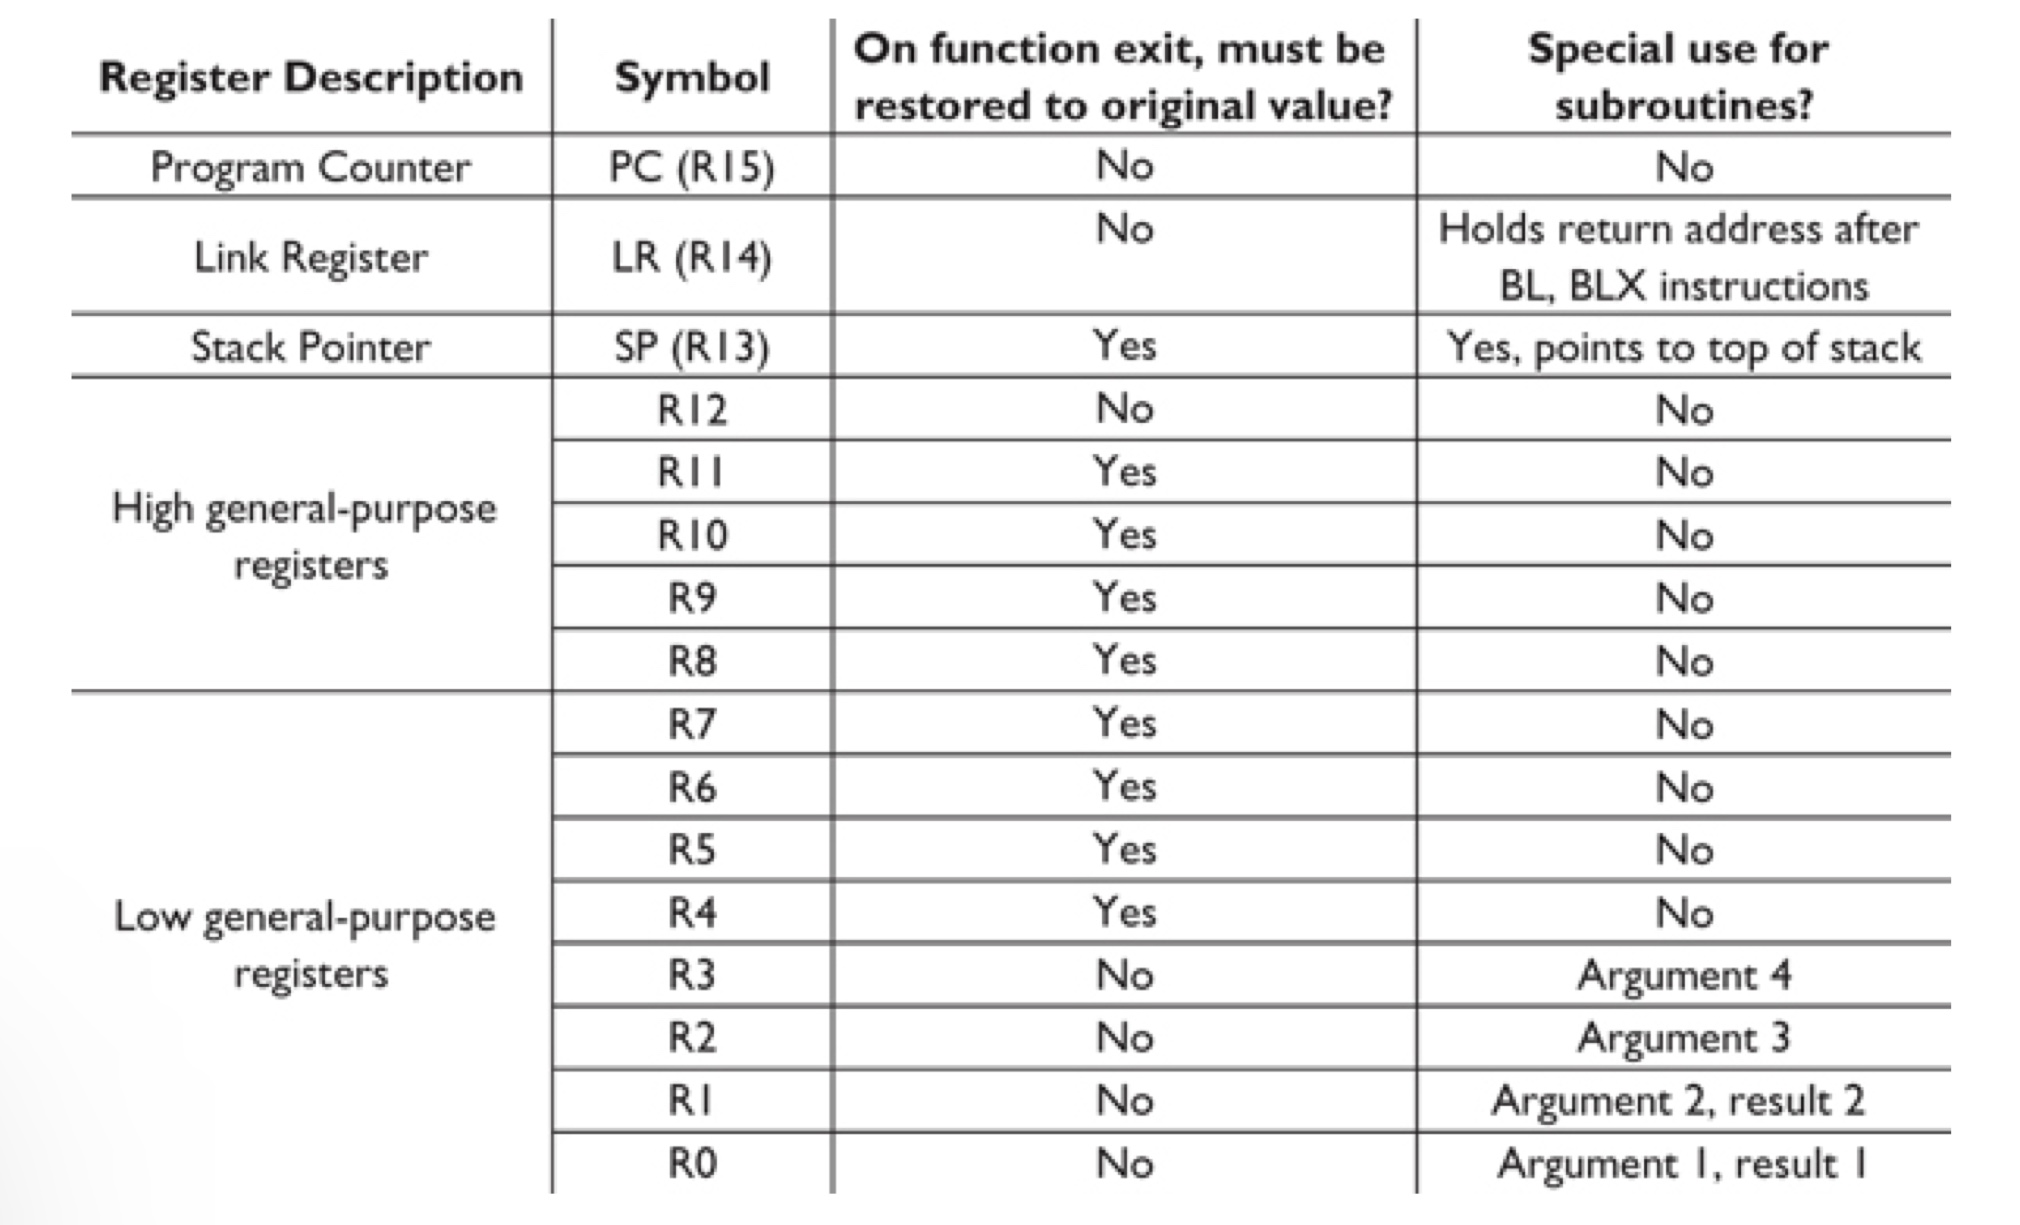 Register Description Symbol On function exit, must be restored to original value? Special use for subroutines?
Program Counter PC (R15) No No
Link Register LR (R14) No Holds return address after BL, BLX instructions
Stack Pointer SP (R13) Yes Yes, points to top of stack
High general-purpose registers R12 No No
R11 Yes No
R10 Yes No
R9 Yes No
R8 Yes No
Low general-purpose registers R7 Yes No
R6 Yes No
R5 Yes No
R4 Yes No
R3 No Argument 4
R2 No Argument 3
R1 No Argument 2, result 2
R0 No Argument 1, result 1